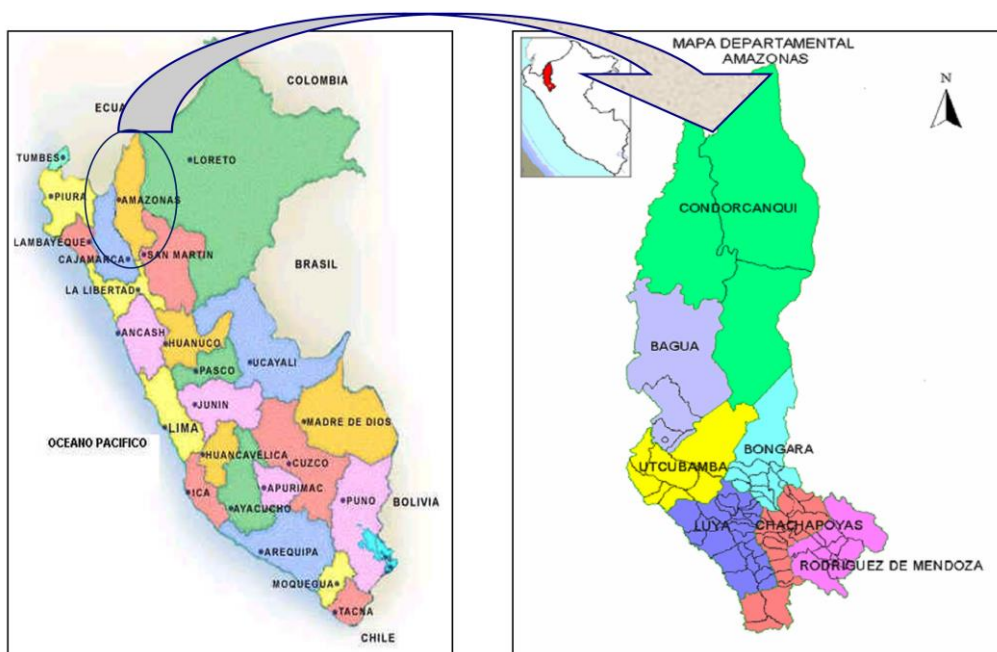 COLOMBIA
ECUA
TUMBES
LORETO
PIURA
AMAZONAS
LAMBAYEQUE
SAN MARTIN
CAJAMARCA
BRASIL
LA LIBERTAD
ANCASH
HUANUCO
UCAYALI
PASCO
JUNIN
MADRE DE DIOS
LIMA
OCEANO PACIFICO
HUANCAVELICA
CUZCO
ICA
APURIMAC
PUNO
BOLIVIA
AYACUCHO
AREQUIPA
MOQUEGUA
TACNA
CHILE
MAPA DEPARTAMENTAL
AMAZONAS
N
CONDORCANQUI
BAGUA
BONGARA
UTCUBAMBA
LUYA
CHACHAPOYAS
RODRIGUEZ DE MENDOZA